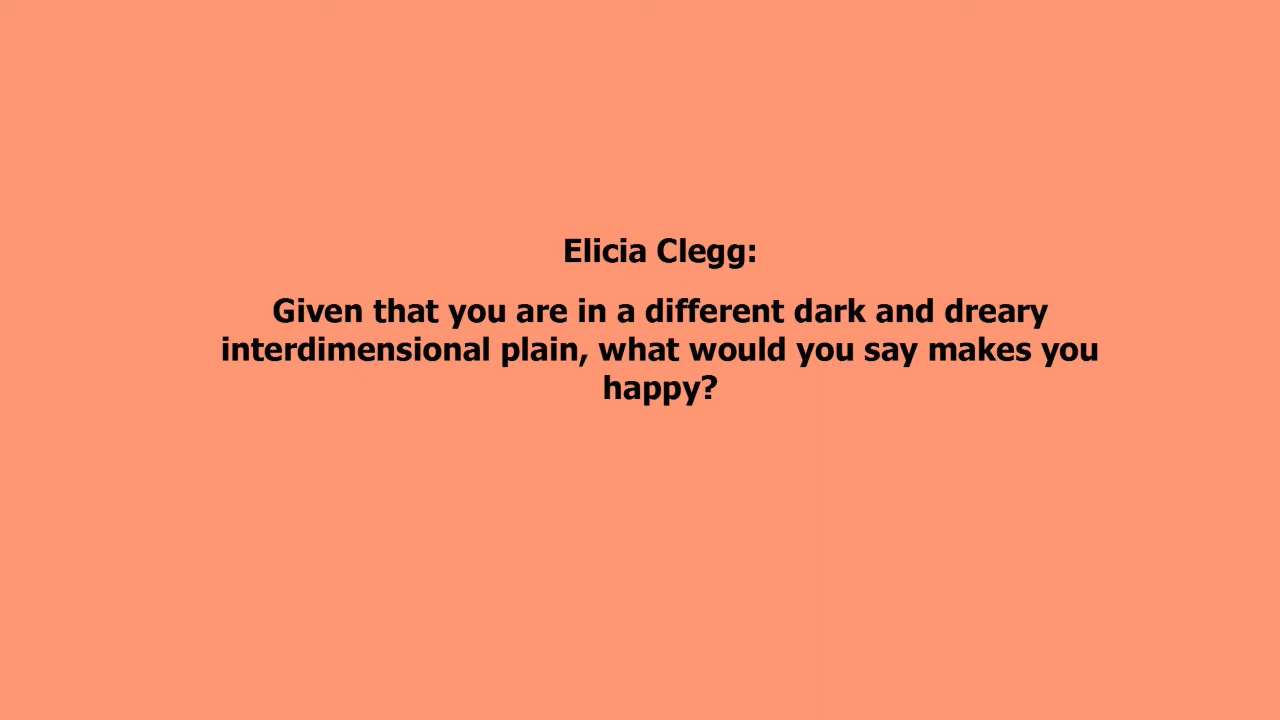 Elicia Clegg:
Given that you are in a different dark and dreary
interdimensional plain, what would you say makes you
happy?